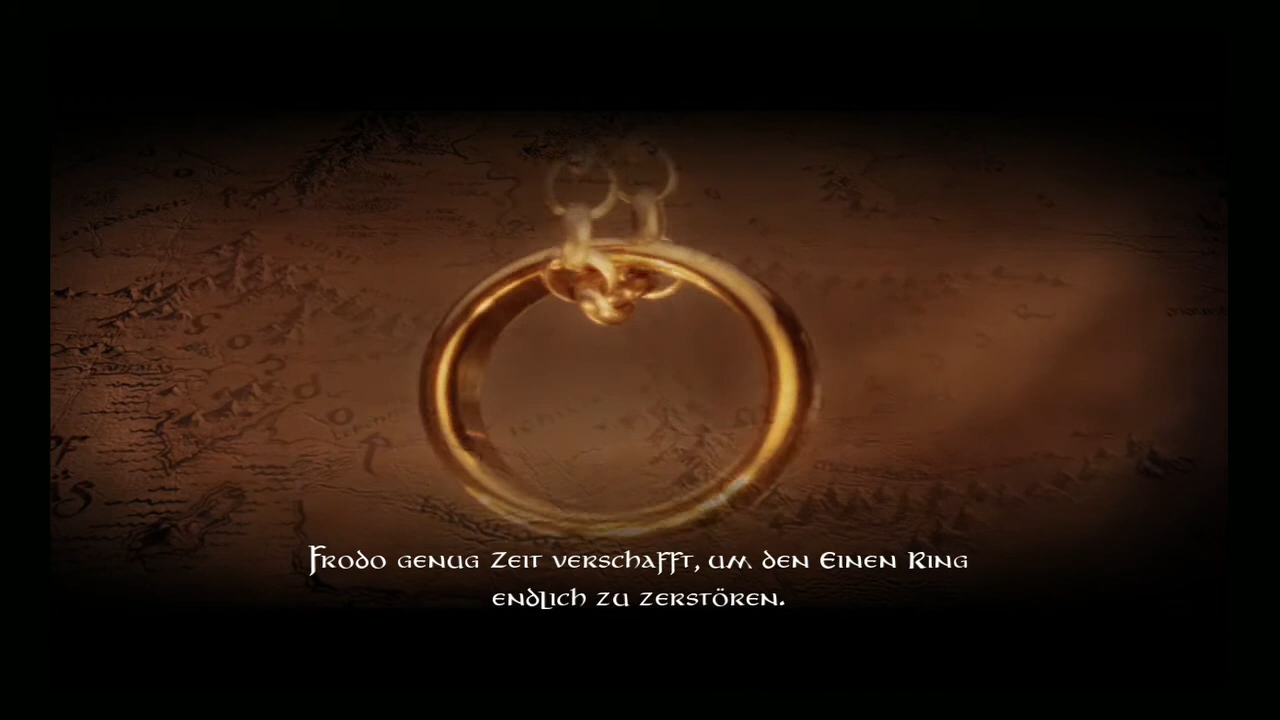 Frodo genug Zeit verschafft, um den Einen Ring
endlich zu zerstören.